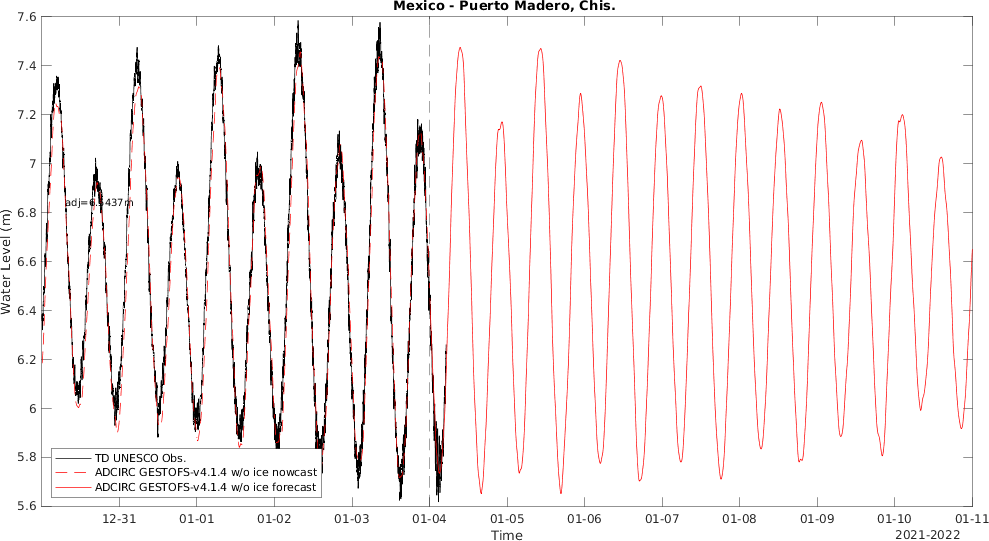 Mexico - Puerto Madero, Chis.
7.6
7.4
7.2
7
6.8
6.6
6.4
6.2
6
5.8
5.6
Water Level (m)
TD UNESCO Obs.
ADCIRC GESTOFS-v4.1.4 w/o ice nowcast
ADCIRC GESTOFS-v4.1.4 w/o ice forecast
12-31 01-01 01-02 01-03 01-04 01-05 01-06 01-07 01-08 01-09 01-10 01-11
Time
2021-2022